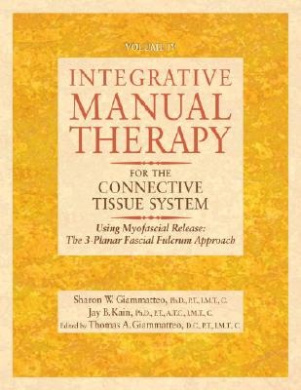 INTEGRATIVE
MANUAL
THERAPY
FOR THE
CONNECTIVE
TISSUE SYSTEM
Using Myofascial Release:
The 3-Planar Fascial Fulcrum Approach
Sharon W. Giammatteo, Ph.D., P.T., I.M.T., C.
Jay B. Kain, Ph.D., P.T., A.T.C., I.M.T., C.
Edited by Thomas A. Giammatteo, D.C., P.T., I.M.T., C.